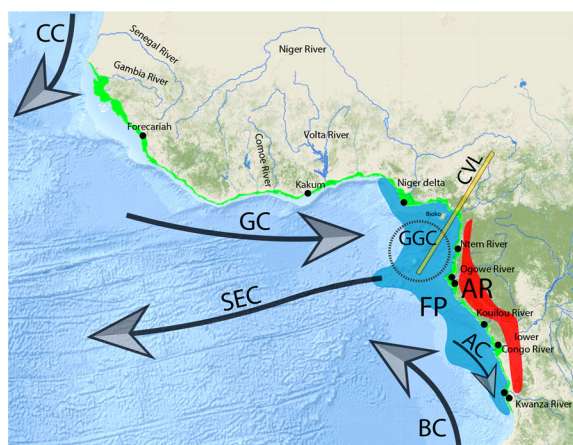 CC
Senegal River
Niger River
Gambia River
Forecariah
Comoe River
Volta River
CVL
Kakum
Niger delta
Bioko
GC
GGC
Ntem River
Ogowe River
AR
SEC
FP
Kouilou River
AC
lower
Congo River
Kwanza River
BC